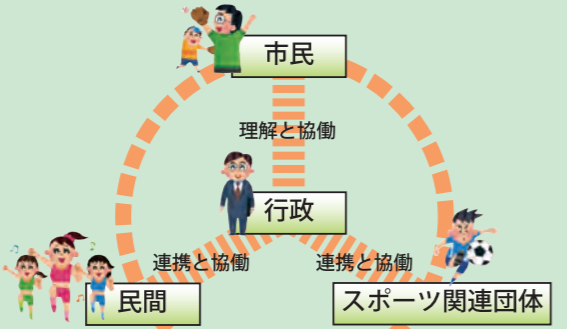 市民
理解と協働
行政
連携と協働
連携と協働
民間
スポーツ関連団体